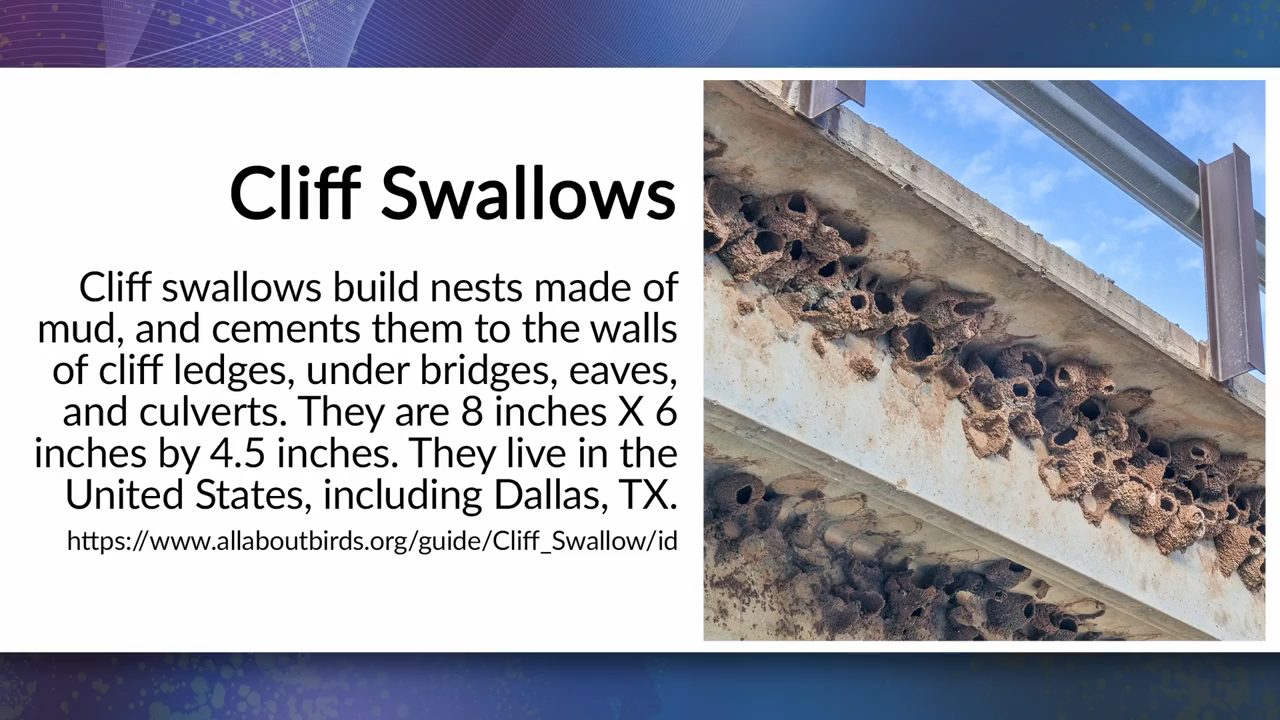 Cliff Swallows
Cliff swallows build nests made of
mud, and cements them to the walls
of cliff ledges, under bridges, eaves,
and culverts. They are 8 inches X 6
inches by 4.5 inches. They live in the
United States, including Dallas, TX.
https://www.allaboutbirds.org/guide/Cliff_Swallow/id